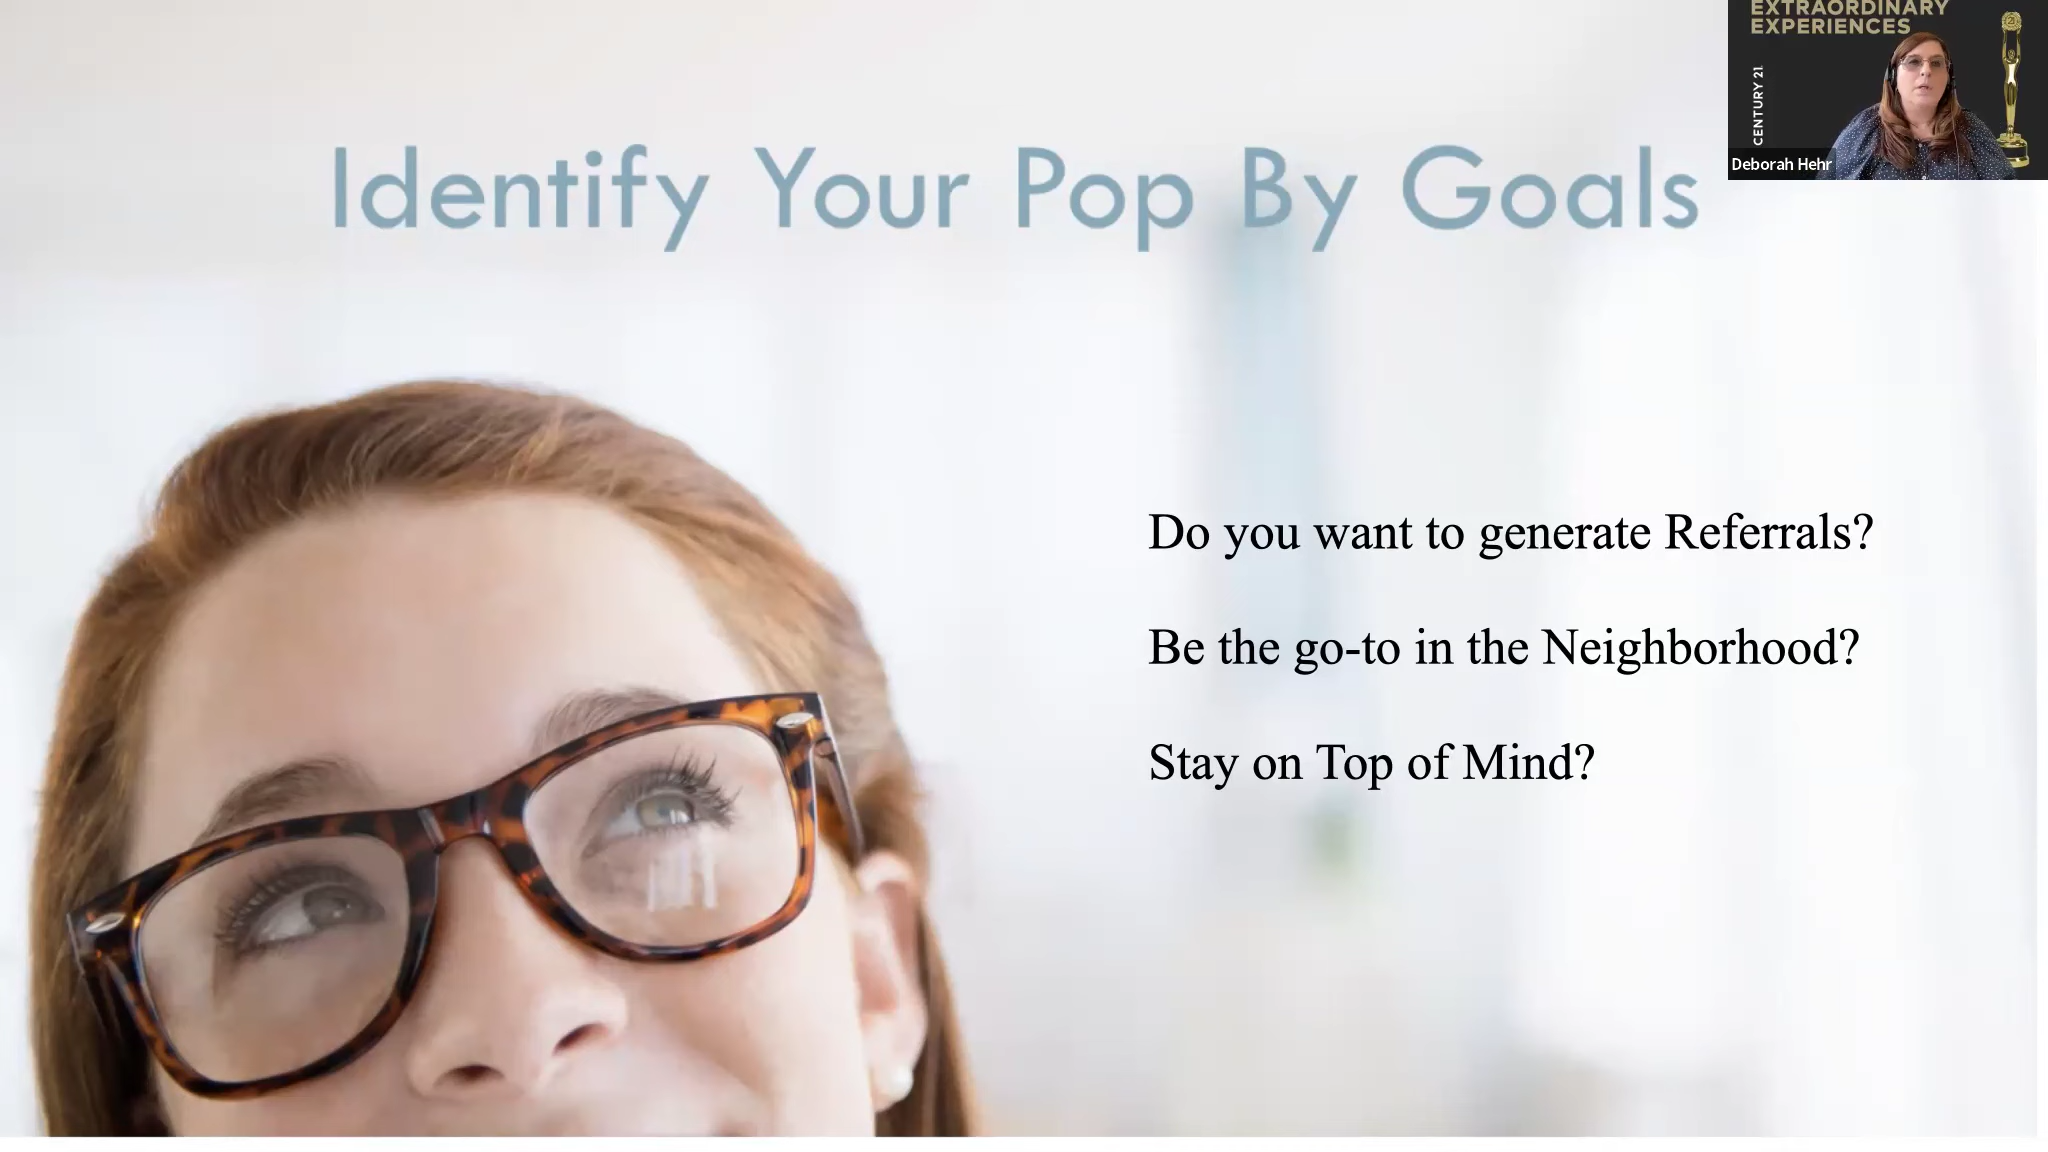 EXTRAORDINARY
EXPERIENCES
CENTURY 21
Deborah Hehr
Identify Your Pop By Goals
Do you want to generate Referrals?
Be the go-to in the Neighborhood?
Stay on Top of Mind?